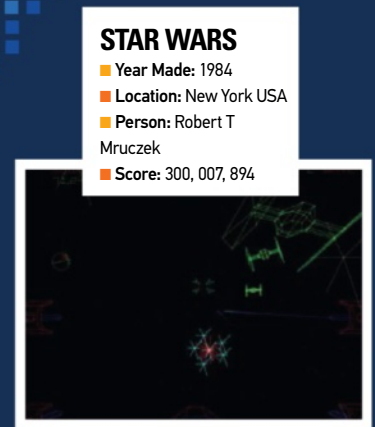 STAR WARS
Year Made: 1984
Location: New York USA
Person: Robert T
Mruczek
Score: 300, 007, 894